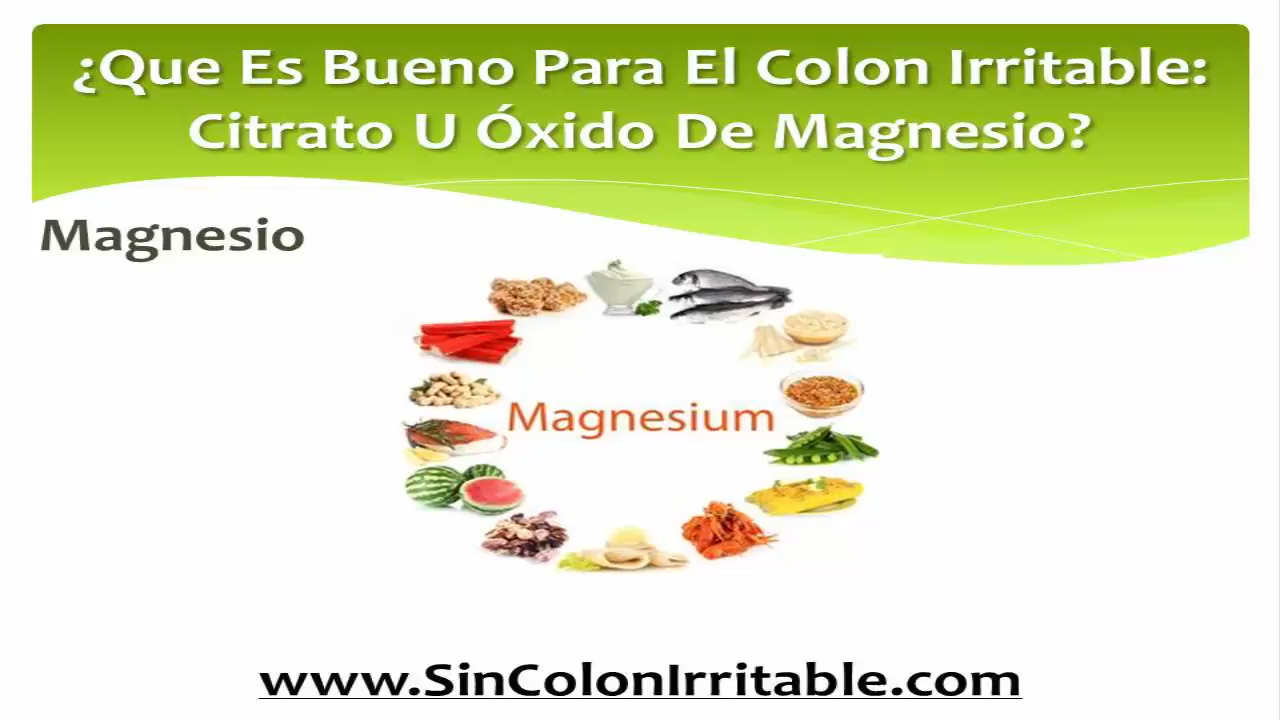 ¿Que Es Bueno Para El Colon Irritable:
Citrato U Óxido De Magnesio?
Magnesio
Magnesium
www.SinColonIrritable.com